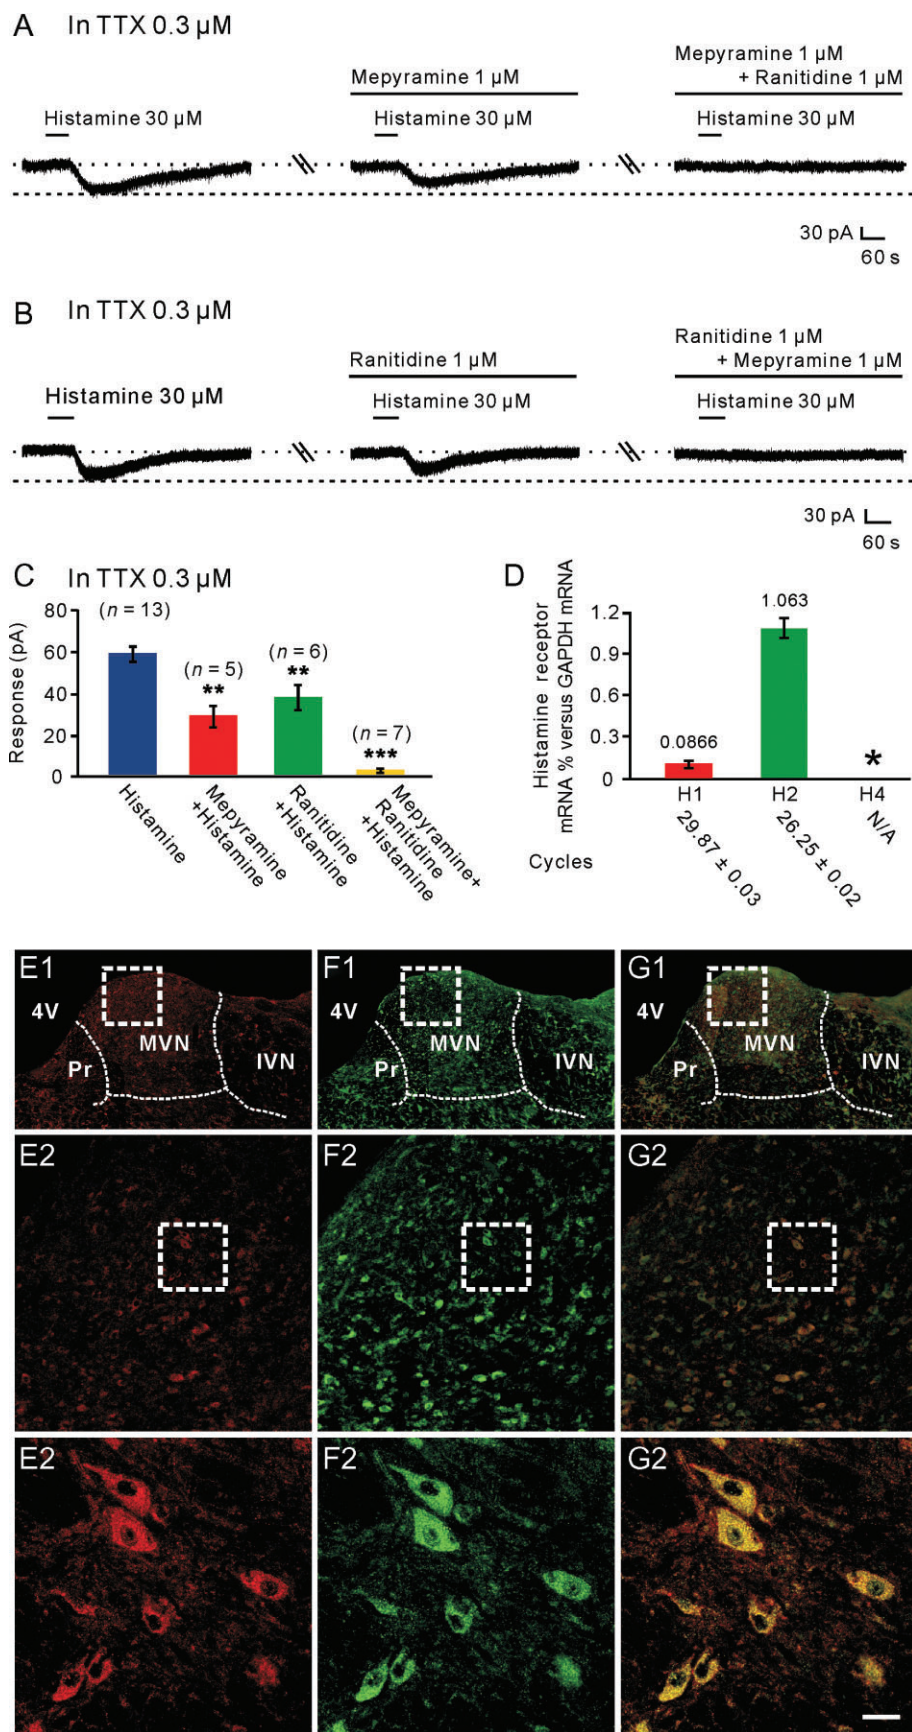 A In TTX 0.3 µM
Mepyramine 1 µM
Mepyramine 1 µM
+ Ranitidine 1 µM
Histamine 30 µM
Histamine 30 µM
Histamine 30 µM
30 pA
60 s
B In TTX 0.3 µM
Ranitidine 1 µM
Ranitidine 1 µM
+ Mepyramine 1 µM
Histamine 30 µM
Histamine 30 µM
Histamine 30 µM
30 pA
60 s
C In TTX 0.3 µM
Response (pA)
80
60
40
20
0
(n = 13)
(n = 5)
**
(n = 6)
**
(n = 7)
***
Histamine
Mepyramine
+Histamine
Ranitidine
+Histamine
Mepyramine+
Ranitidine
+Histamine
D
Histamine receptor
mRNA % versus GAPDH mRNA
1.2
0.9
0.6
0.3
0
0.0866
1.063
*
H1
H2
H4
Cycles
29.87 ± 0.03
26.25 ± 0.02
N/A
E1
4V
Pr
MVN
IVN
F1
4V
Pr
MVN
IVN
G1
4V
Pr
MVN
IVN
E2
F2
G2
E2
F2
G2